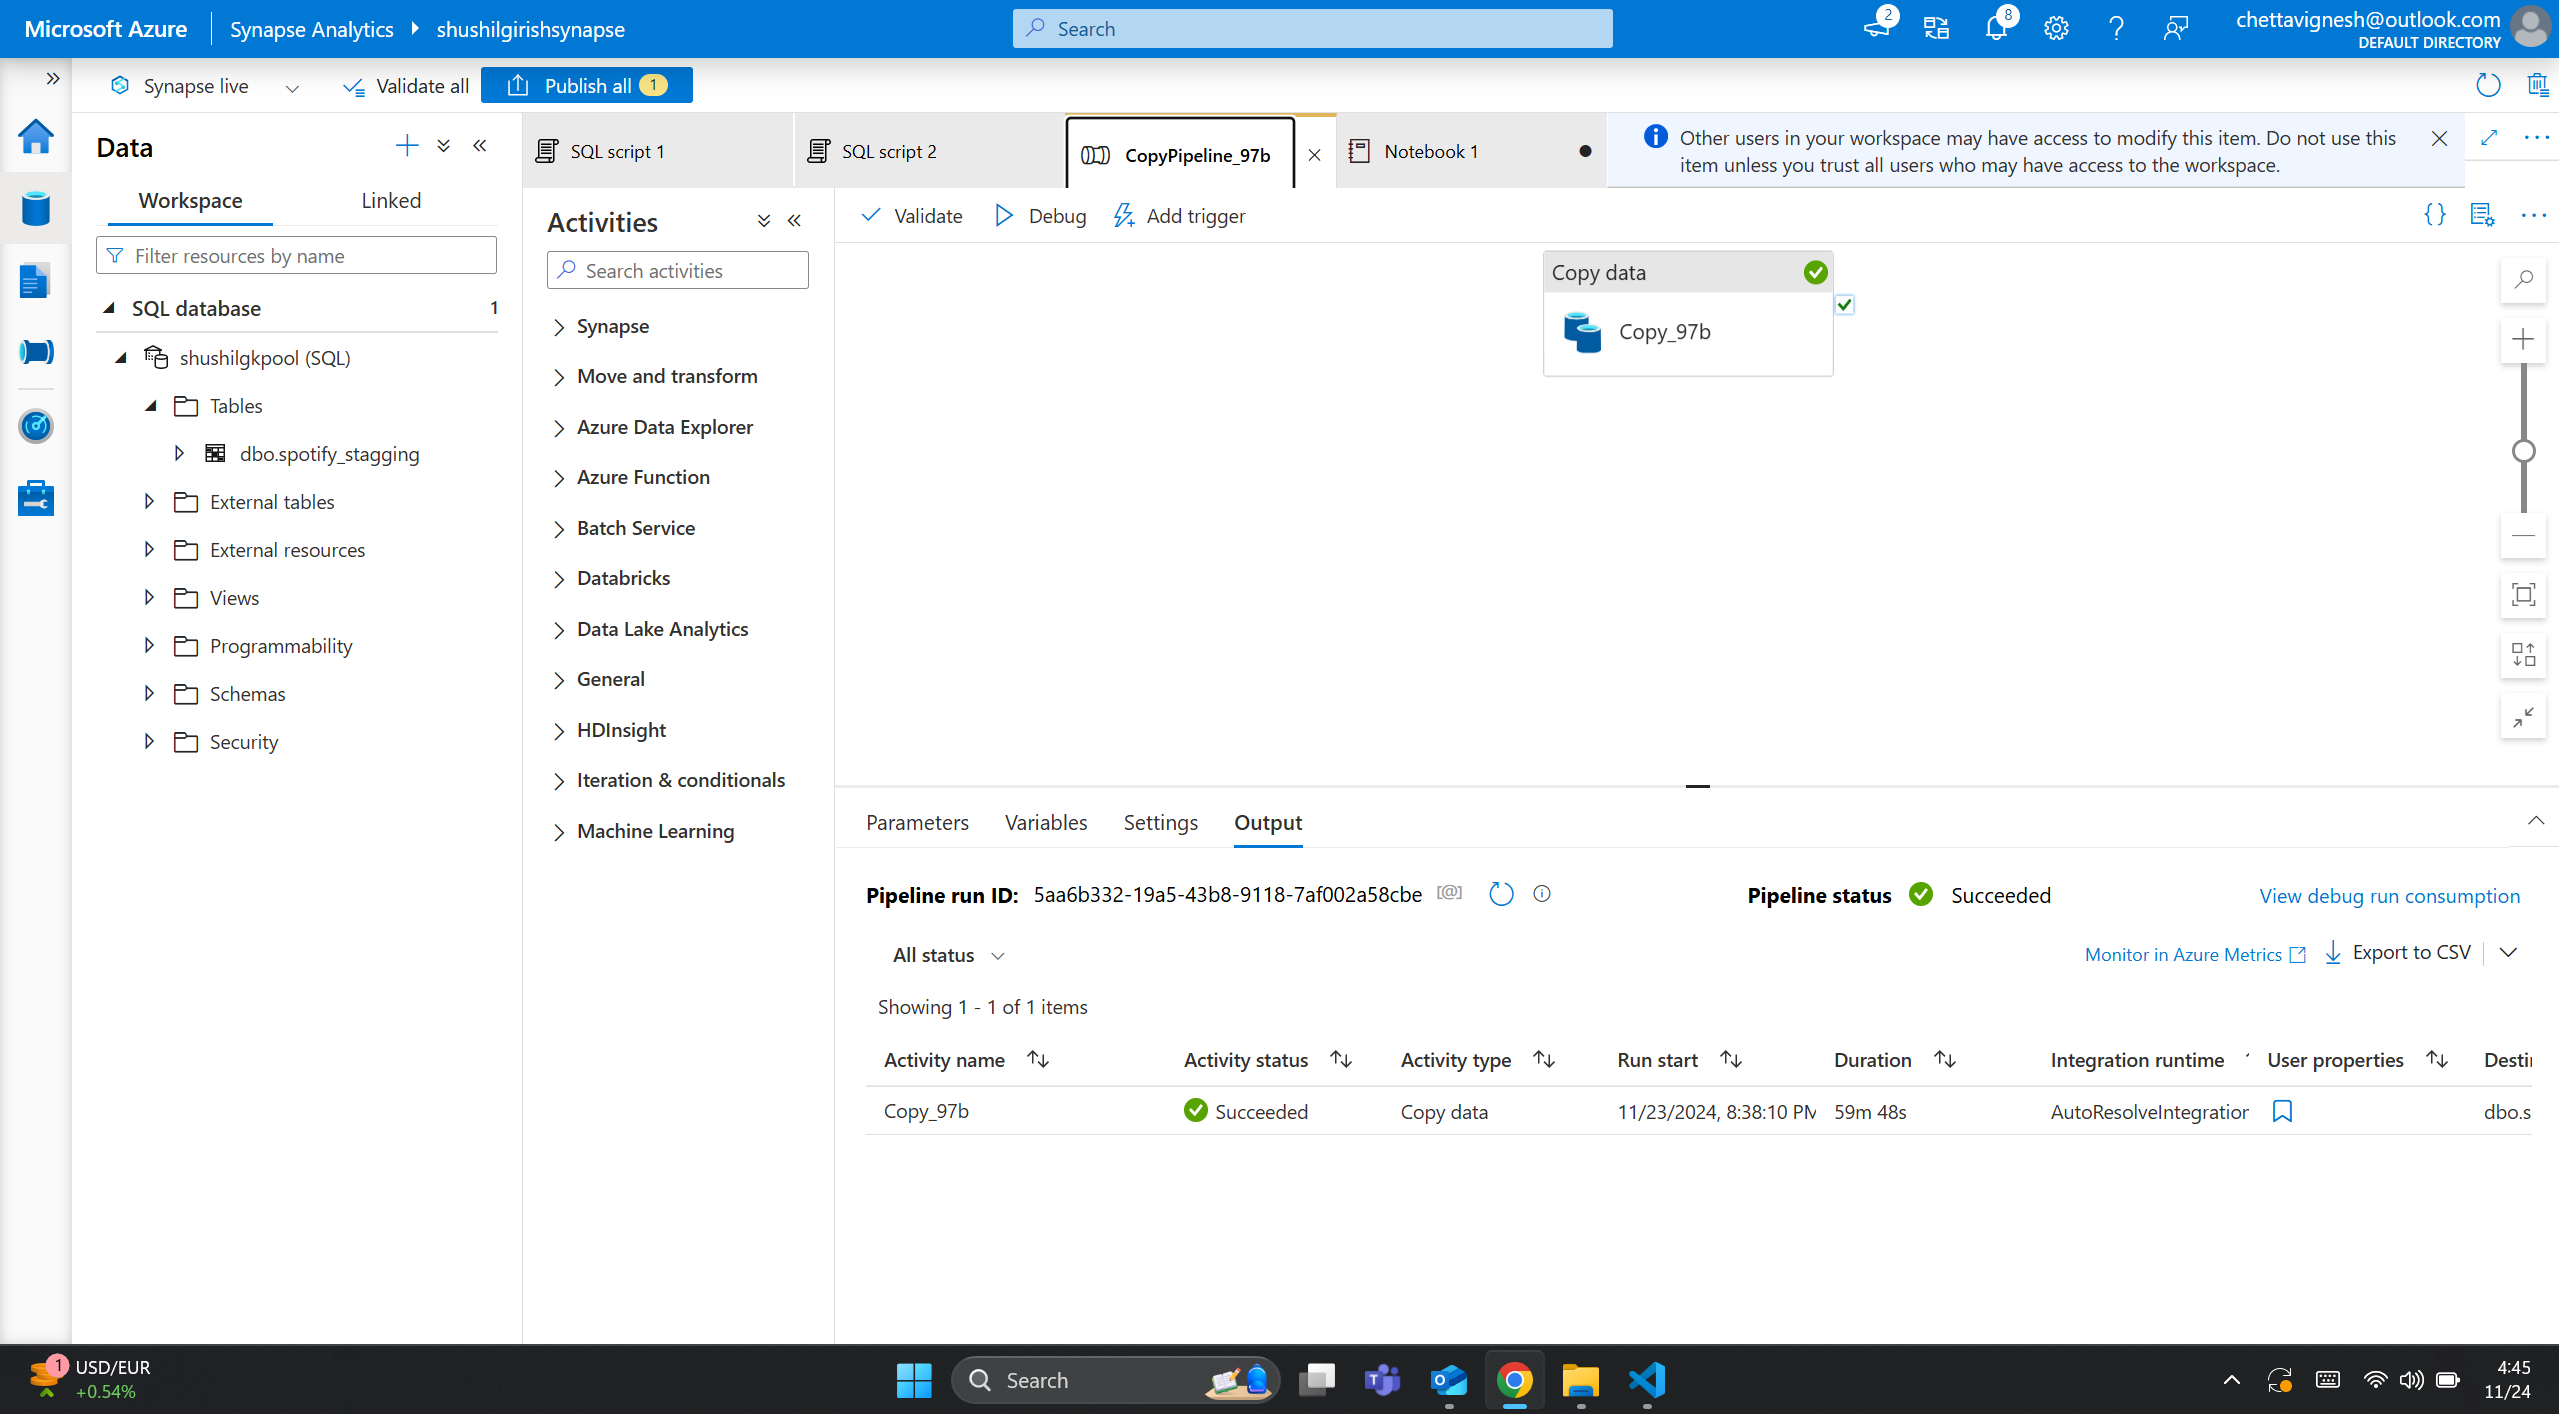 Microsoft Azure
Synapse Analytics
shushilgirishsynapse
Search
2
8
chettavignesh@outlook.com
DEFAULT DIRECTORY
Synapse live
Validate all
Publish all 1
Data
Workspace
Linked
Filter resources by name
SQL database 1
shushilgkpool (SQL)
Tables
dbo.spotify_stagging
External tables
External resources
Views
Programmability
Schemas
Security
SQL script 1
SQL script 2
CopyPipeline_97b
Notebook 1
Other users in your workspace may have access to modify this item. Do not use this
item unless you trust all users who may have access to the workspace.
Activities
Search activities
Synapse
Move and transform
Azure Data Explorer
Azure Function
Batch Service
Databricks
Data Lake Analytics
General
HDInsight
Iteration & conditionals
Machine Learning
Validate
Debug
Add trigger
Copy data
Copy_97b
Parameters
Variables
Settings
Output
Pipeline run ID: 5aa6b332-19a5-43b8-9118-7af002a58cbe
Pipeline status Succeeded
View debug run consumption
All status
Monitor in Azure Metrics
Export to CSV
Showing 1 - 1 of 1 items
Activity name Activity status Activity type Run start Duration Integration runtime User properties Desti
Copy_97b Succeeded Copy data 11/23/2024, 8:38:10 PM 59m 48s AutoResolveIntegration dbo.s
1
USD/EUR
+0.54%
Search
4:45
11/24